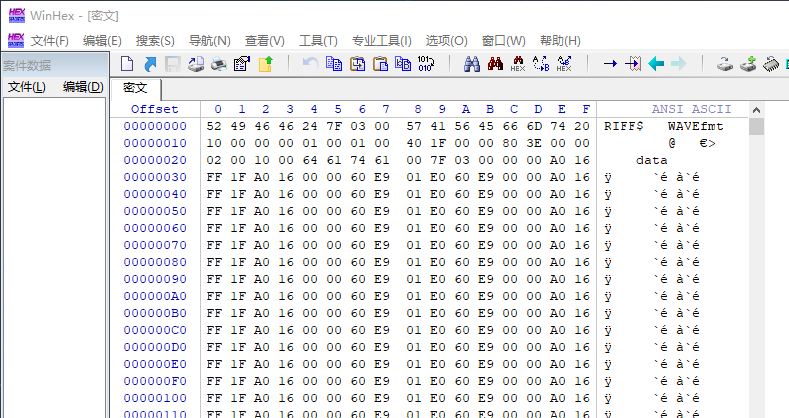 WinHex - [密文]
文件(F) 编辑(E) 搜索(S) 导航(N) 查看(V) 工具(T) 专业工具(I) 选项(O) 窗口(W) 帮助(H)
案件数据
文件(L) 编辑(D)
密文
Offset 0 1 2 3 4 5 6 7 8 9 A B C D E F ANSI ASCII
00000000 52 49 46 46 24 7F 03 00 57 41 56 45 66 6D 74 20 RIFF$ WAVEfmt
00000010 10 00 00 00 01 00 01 00 40 1F 00 00 80 3E 00 00 @ €>
00000020 02 00 10 00 64 61 74 61 00 7F 03 00 00 00 A0 16 data
00000030 FF 1F A0 16 00 00 60 E9 01 E0 60 E9 00 00 A0 16 ÿ `é à`é
00000040 FF 1F A0 16 00 00 60 E9 01 E0 60 E9 00 00 A0 16 ÿ `é à`é
00000050 FF 1F A0 16 00 00 60 E9 01 E0 60 E9 00 00 A0 16 ÿ `é à`é
00000060 FF 1F A0 16 00 00 60 E9 01 E0 60 E9 00 00 A0 16 ÿ `é à`é
00000070 FF 1F A0 16 00 00 60 E9 01 E0 60 E9 00 00 A0 16 ÿ `é à`é
00000080 FF 1F A0 16 00 00 60 E9 01 E0 60 E9 00 00 A0 16 ÿ `é à`é
00000090 FF 1F A0 16 00 00 60 E9 01 E0 60 E9 00 00 A0 16 ÿ `é à`é
000000A0 FF 1F A0 16 00 00 60 E9 01 E0 60 E9 00 00 A0 16 ÿ `é à`é
000000B0 FF 1F A0 16 00 00 60 E9 01 E0 60 E9 00 00 A0 16 ÿ `é à`é
000000C0 FF 1F A0 16 00 00 60 E9 01 E0 60 E9 00 00 A0 16 ÿ `é à`é
000000D0 FF 1F A0 16 00 00 60 E9 01 E0 60 E9 00 00 A0 16 ÿ `é à`é
000000E0 FF 1F A0 16 00 00 60 E9 01 E0 60 E9 00 00 A0 16 ÿ `é à`é
000000F0 FF 1F A0 16 00 00 60 E9 01 E0 60 E9 00 00 A0 16 ÿ `é à`é
00000100 FF 1F A0 16 00 00 60 E9 01 E0 60 E9 00 00 A0 16 ÿ `é à`é
00000110 FF 1F A0 16 00 00 60 E9 01 E0 60 E9 00 00 A0 16 ÿ `é à`é